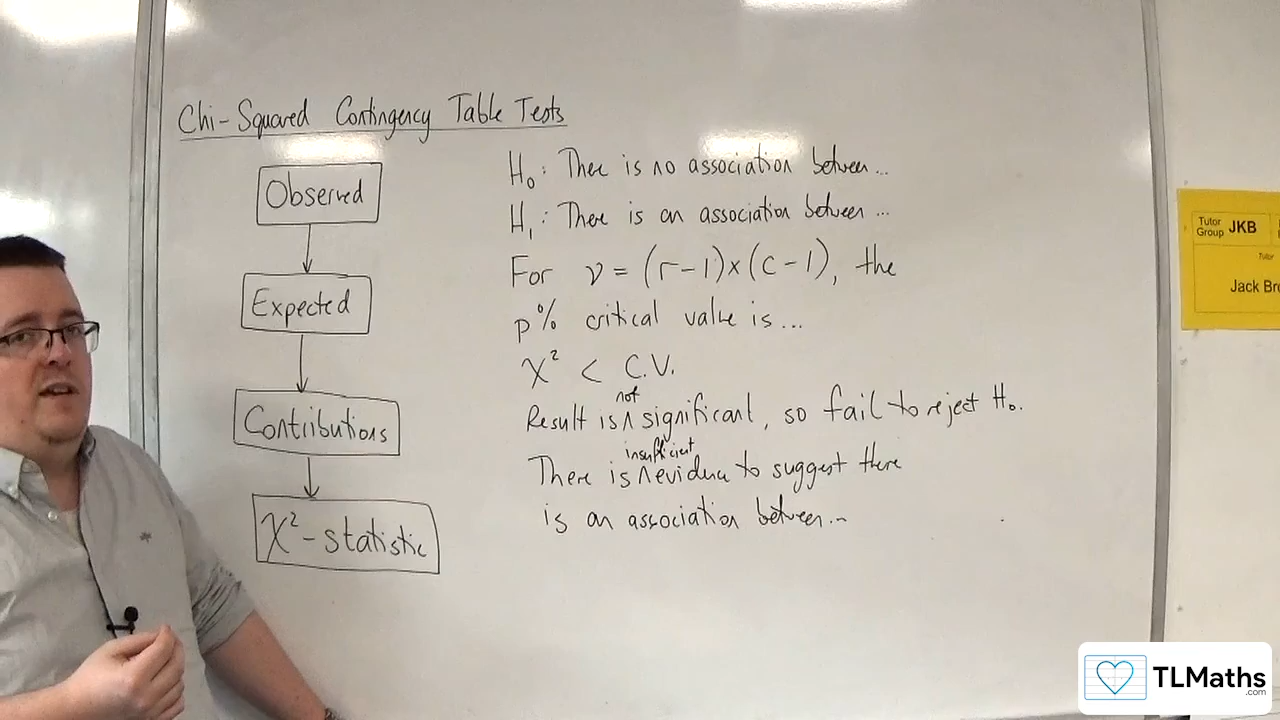 Chi-Squared Contingency Table Tests
Observed
Expected
Contributions
χ²-statistic
H₀: There is no association between...
H₁: There is an association between...
For ν = (r-1)×(c-1), the
p% critical value is...
χ² < C.V.
Result is not significant, so fail to reject H₀.
There is insufficient evidence to suggest there
is an association between...
Tutor Group JKB
Tutor
Jack Bro
TLMaths
.com